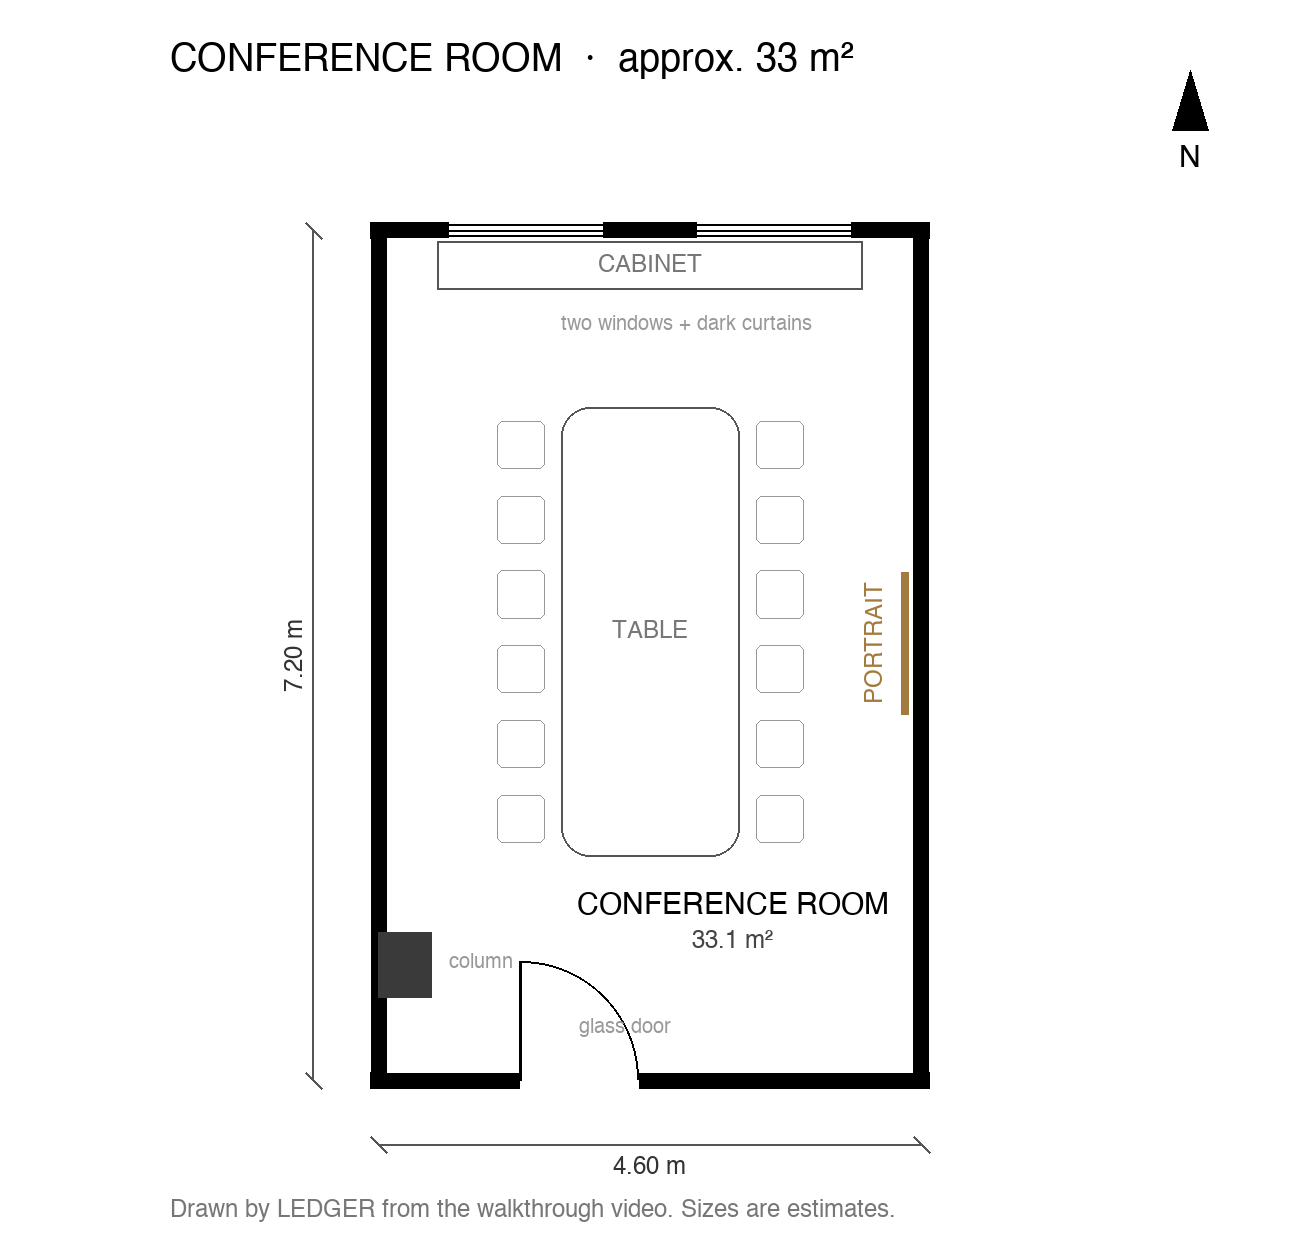 CONFERENCE ROOM · approx. 33 m²
N
CABINET
two windows + dark curtains
TABLE
PORTRAIT
7.20 m
CONFERENCE ROOM
33.1 m²
column
glass door
4.60 m
Drawn by LEDGER from the walkthrough video. Sizes are estimates.